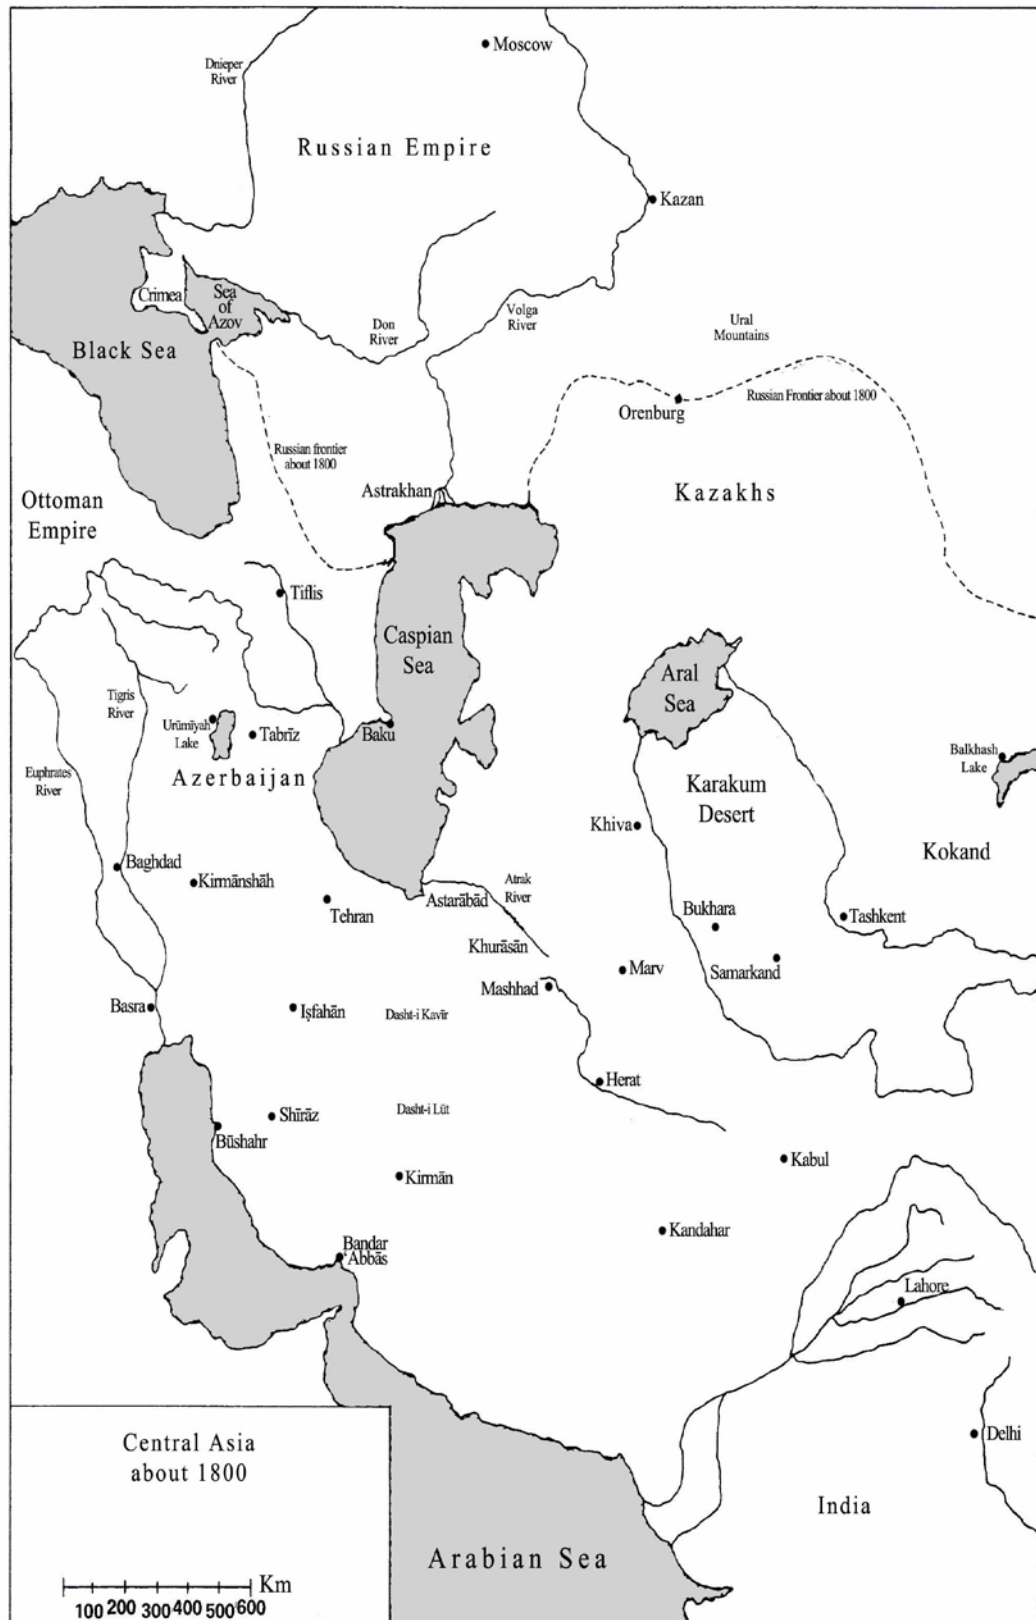 Moscow
Dnieper
River
Russian Empire
Kazan
Crimea
Sea
of
Azov
Black Sea
Don
River
Volga
River
Ural
Mountains
Russian Frontier about 1800
Orenburg
Russian frontier
about 1800
Astrakhan
Kazakhs
Ottoman
Empire
Tiflis
Caspian
Sea
Aral
Sea
Tigris
River
Urūmīyah
Lake
Tabrīz
Baku
Balkhash
Lake
Euphrates
River
Azerbaijan
Karakum
Desert
Khiva
Kokand
Baghdad
Kirmānshāh
Tehran
Astarābād
Atrak
River
Bukhara
Tashkent
Khurāsān
Marv
Samarkand
Mashhad
Basra
Iṣfahān
Dasht-i Kavīr
Herat
Dasht-i Lūt
Shīrāz
Būshahr
Kirmān
Kabul
Kandahar
Bandar
‘Abbās
Lahore
Delhi
India
Arabian Sea
Central Asia
about 1800
Km
100 200 300 400 500 600